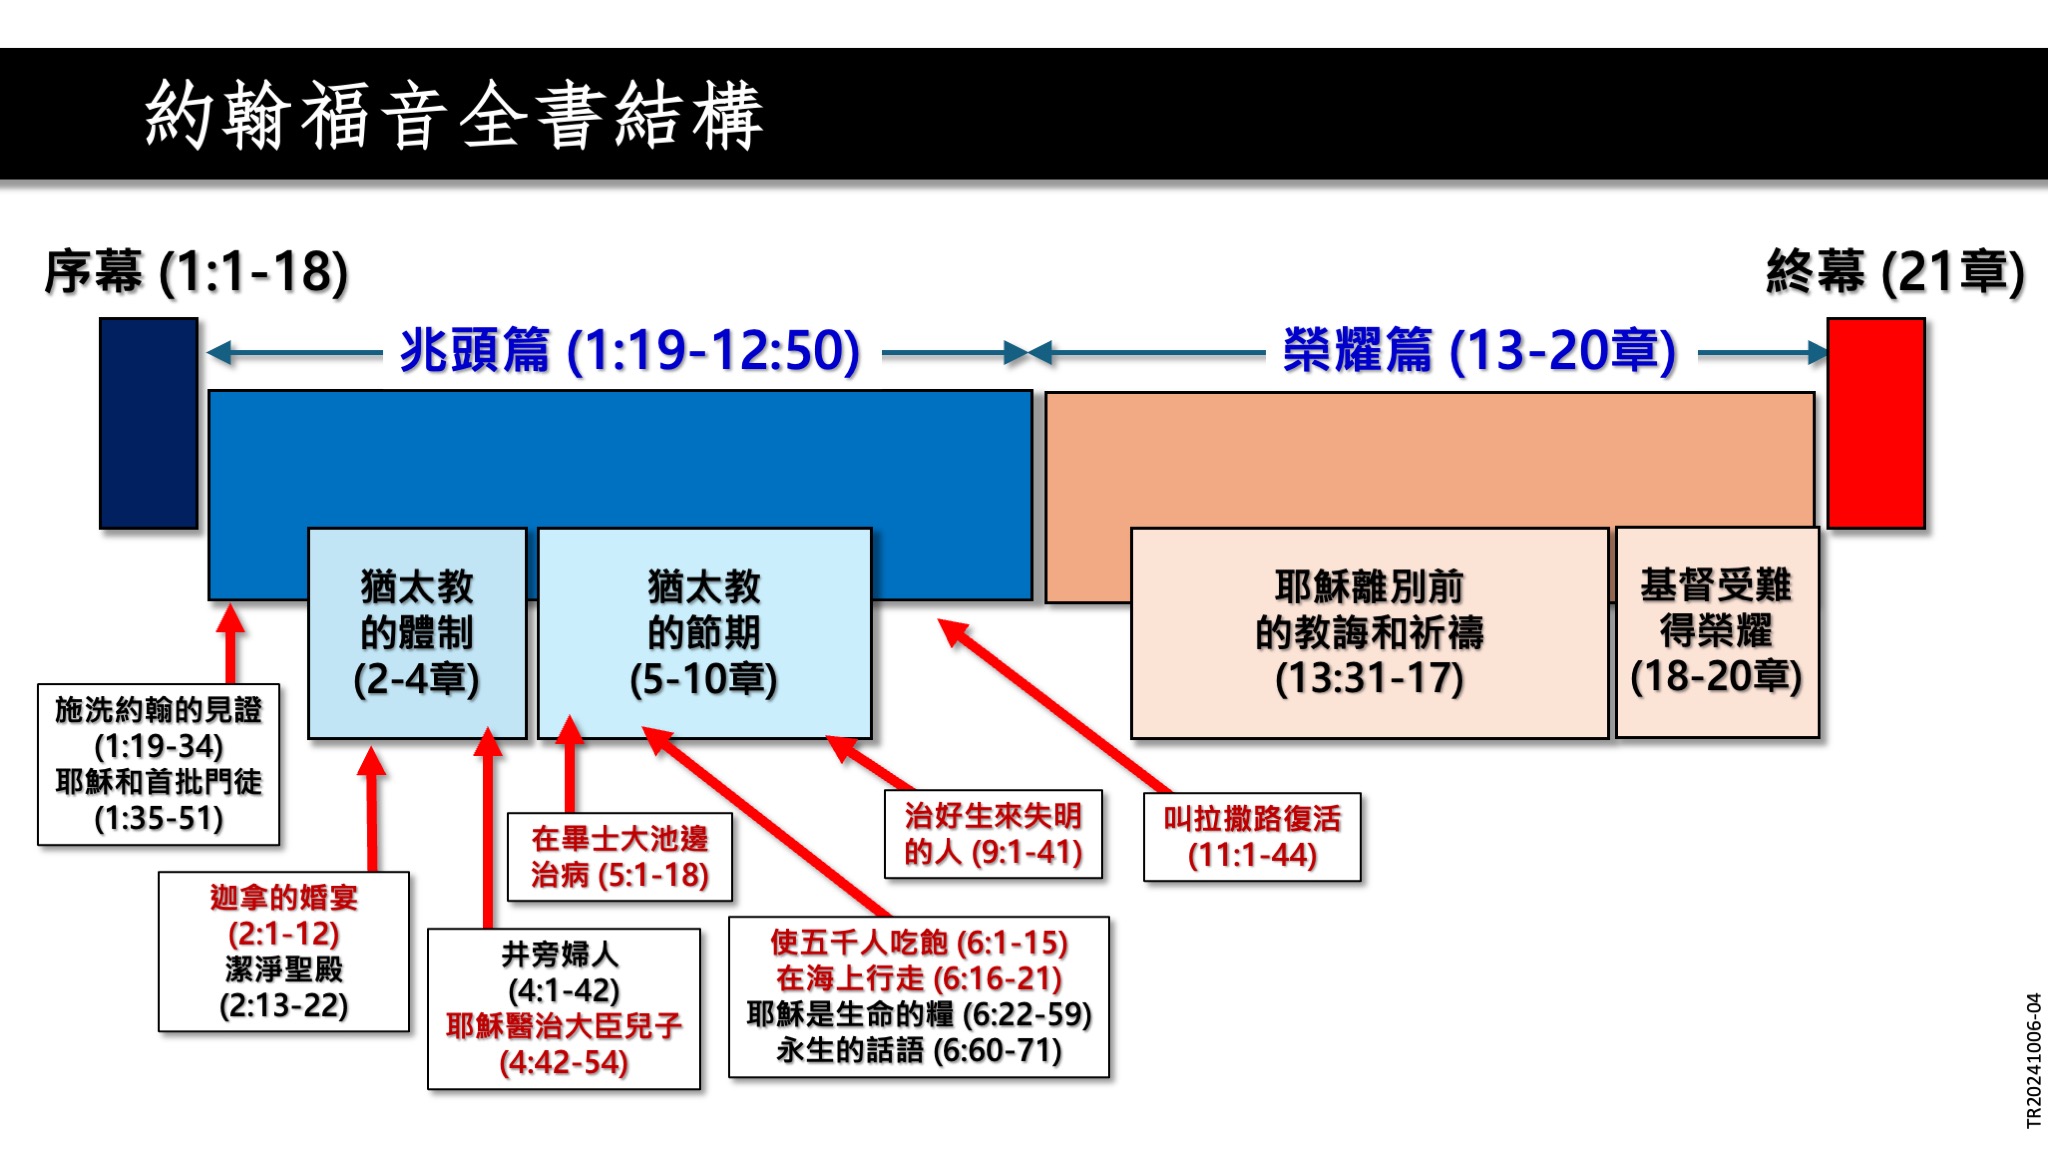 約翰福音全書結構
序幕 (1:1-18)
終幕 (21章)
兆頭篇 (1:19-12:50)
榮耀篇 (13-20章)
猶太教
的體制
(2-4章)
猶太教
的節期
(5-10章)
耶穌離別前
的教誨和祈禱
(13:31-17)
基督受難
得榮耀
(18-20章)
施洗約翰的見證
(1:19-34)
耶穌和首批門徒
(1:35-51)
迦拿的婚宴
(2:1-12)
潔淨聖殿
(2:13-22)
井旁婦人
(4:1-42)
耶穌醫治大臣兒子
(4:42-54)
在畢士大池邊
治病 (5:1-18)
使五千人吃飽 (6:1-15)
在海上行走 (6:16-21)
耶穌是生命的糧 (6:22-59)
永生的話語 (6:60-71)
治好生來失明
的人 (9:1-41)
叫拉撒路復活
(11:1-44)
TR20241006-04